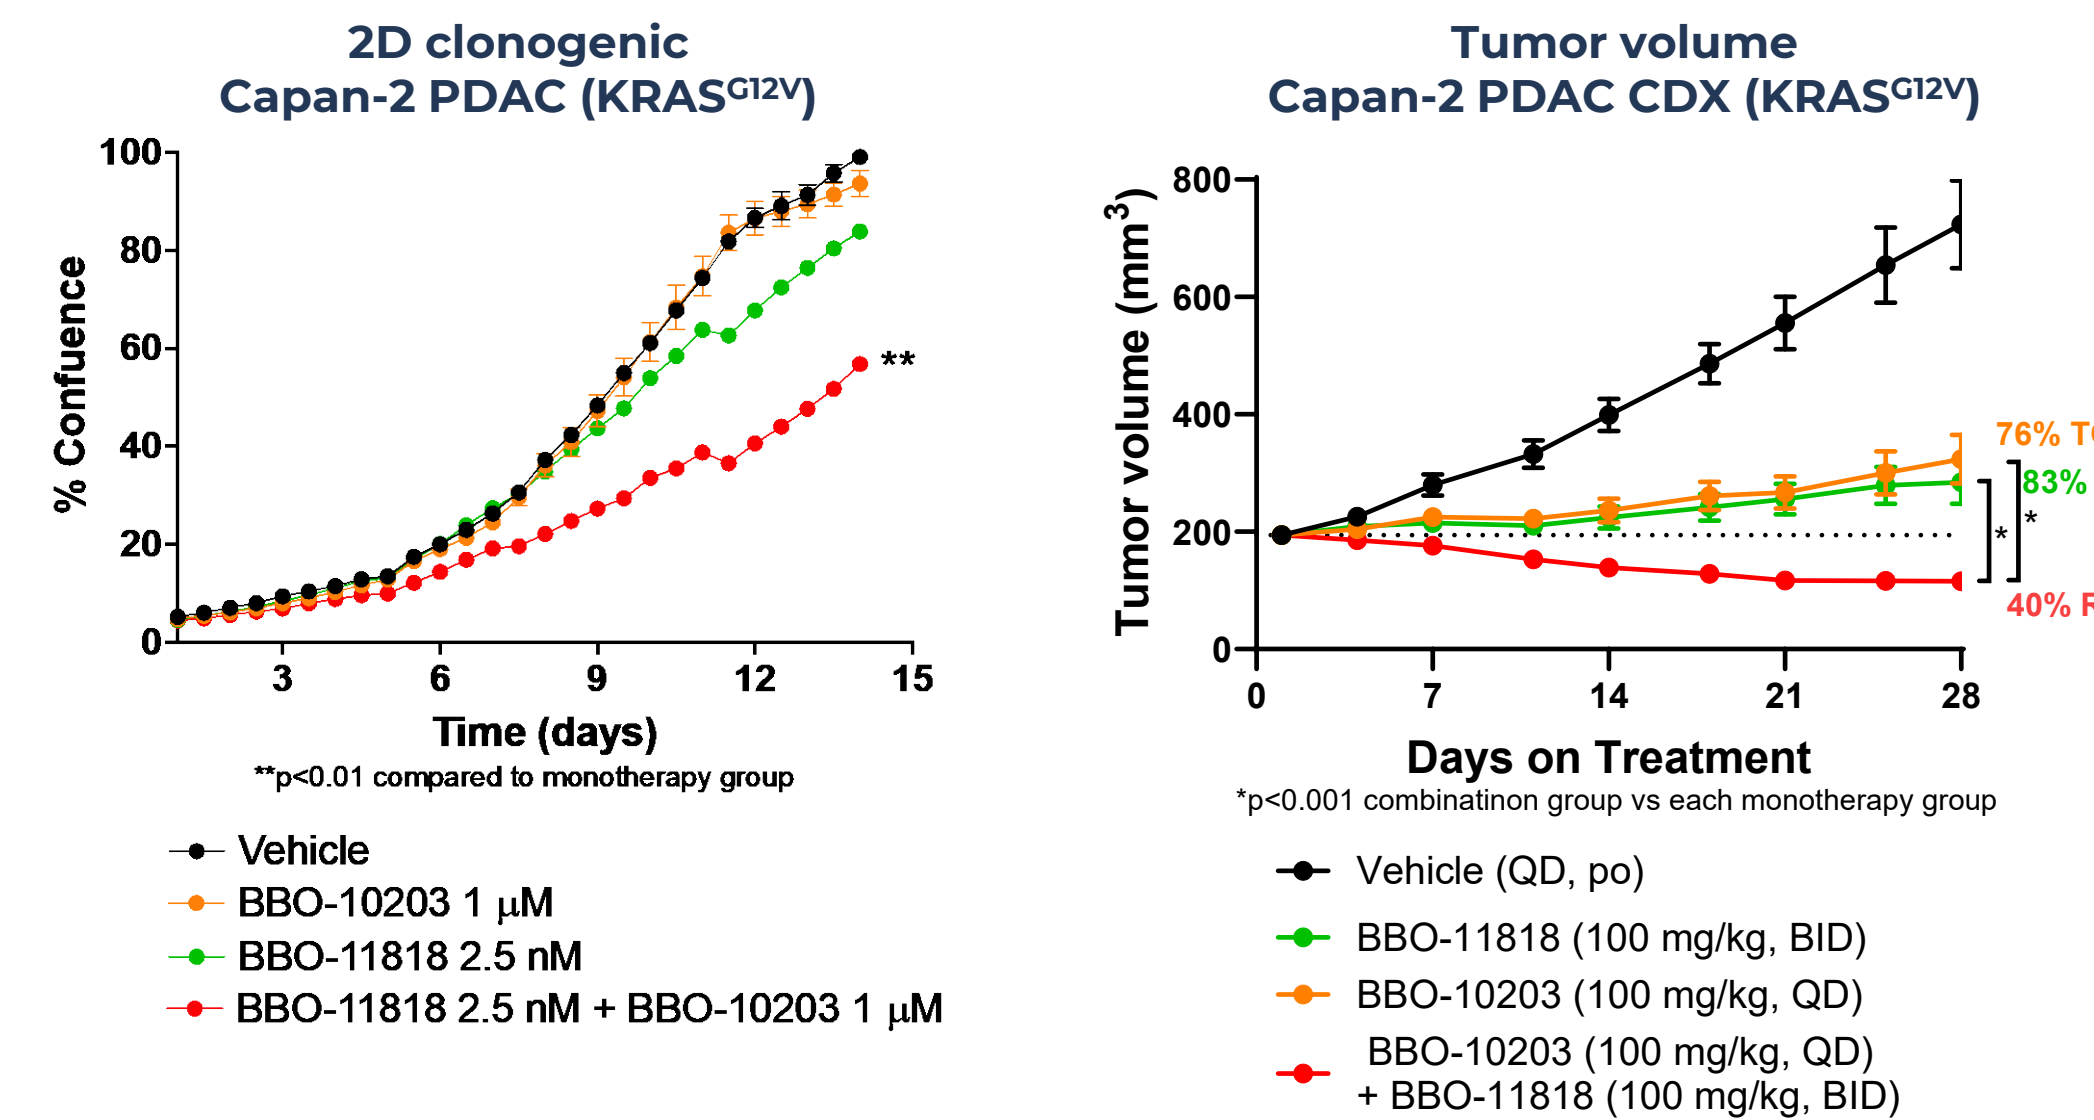 2D clonogenic
Capan-2 PDAC (KRASG12V)
100
80
60
40
20
0
% Confuence
3 6 9 12 15
Time (days)
**
**p<0.01 compared to monotherapy group
Vehicle
BBO-10203 1 μM
BBO-11818 2.5 nM
BBO-11818 2.5 nM + BBO-10203 1 μM
Tumor volume
Capan-2 PDAC CDX (KRASG12V)
800
600
400
200
0
Tumor volume (mm3)
0 7 14 21 28
Days on Treatment
76%
83%
*
*
40%
*p<0.001 combinatinon group vs each monotherapy group
Vehicle (QD, po)
BBO-11818 (100 mg/kg, BID)
BBO-10203 (100 mg/kg, QD)
BBO-10203 (100 mg/kg, QD)
+ BBO-11818 (100 mg/kg, BID)